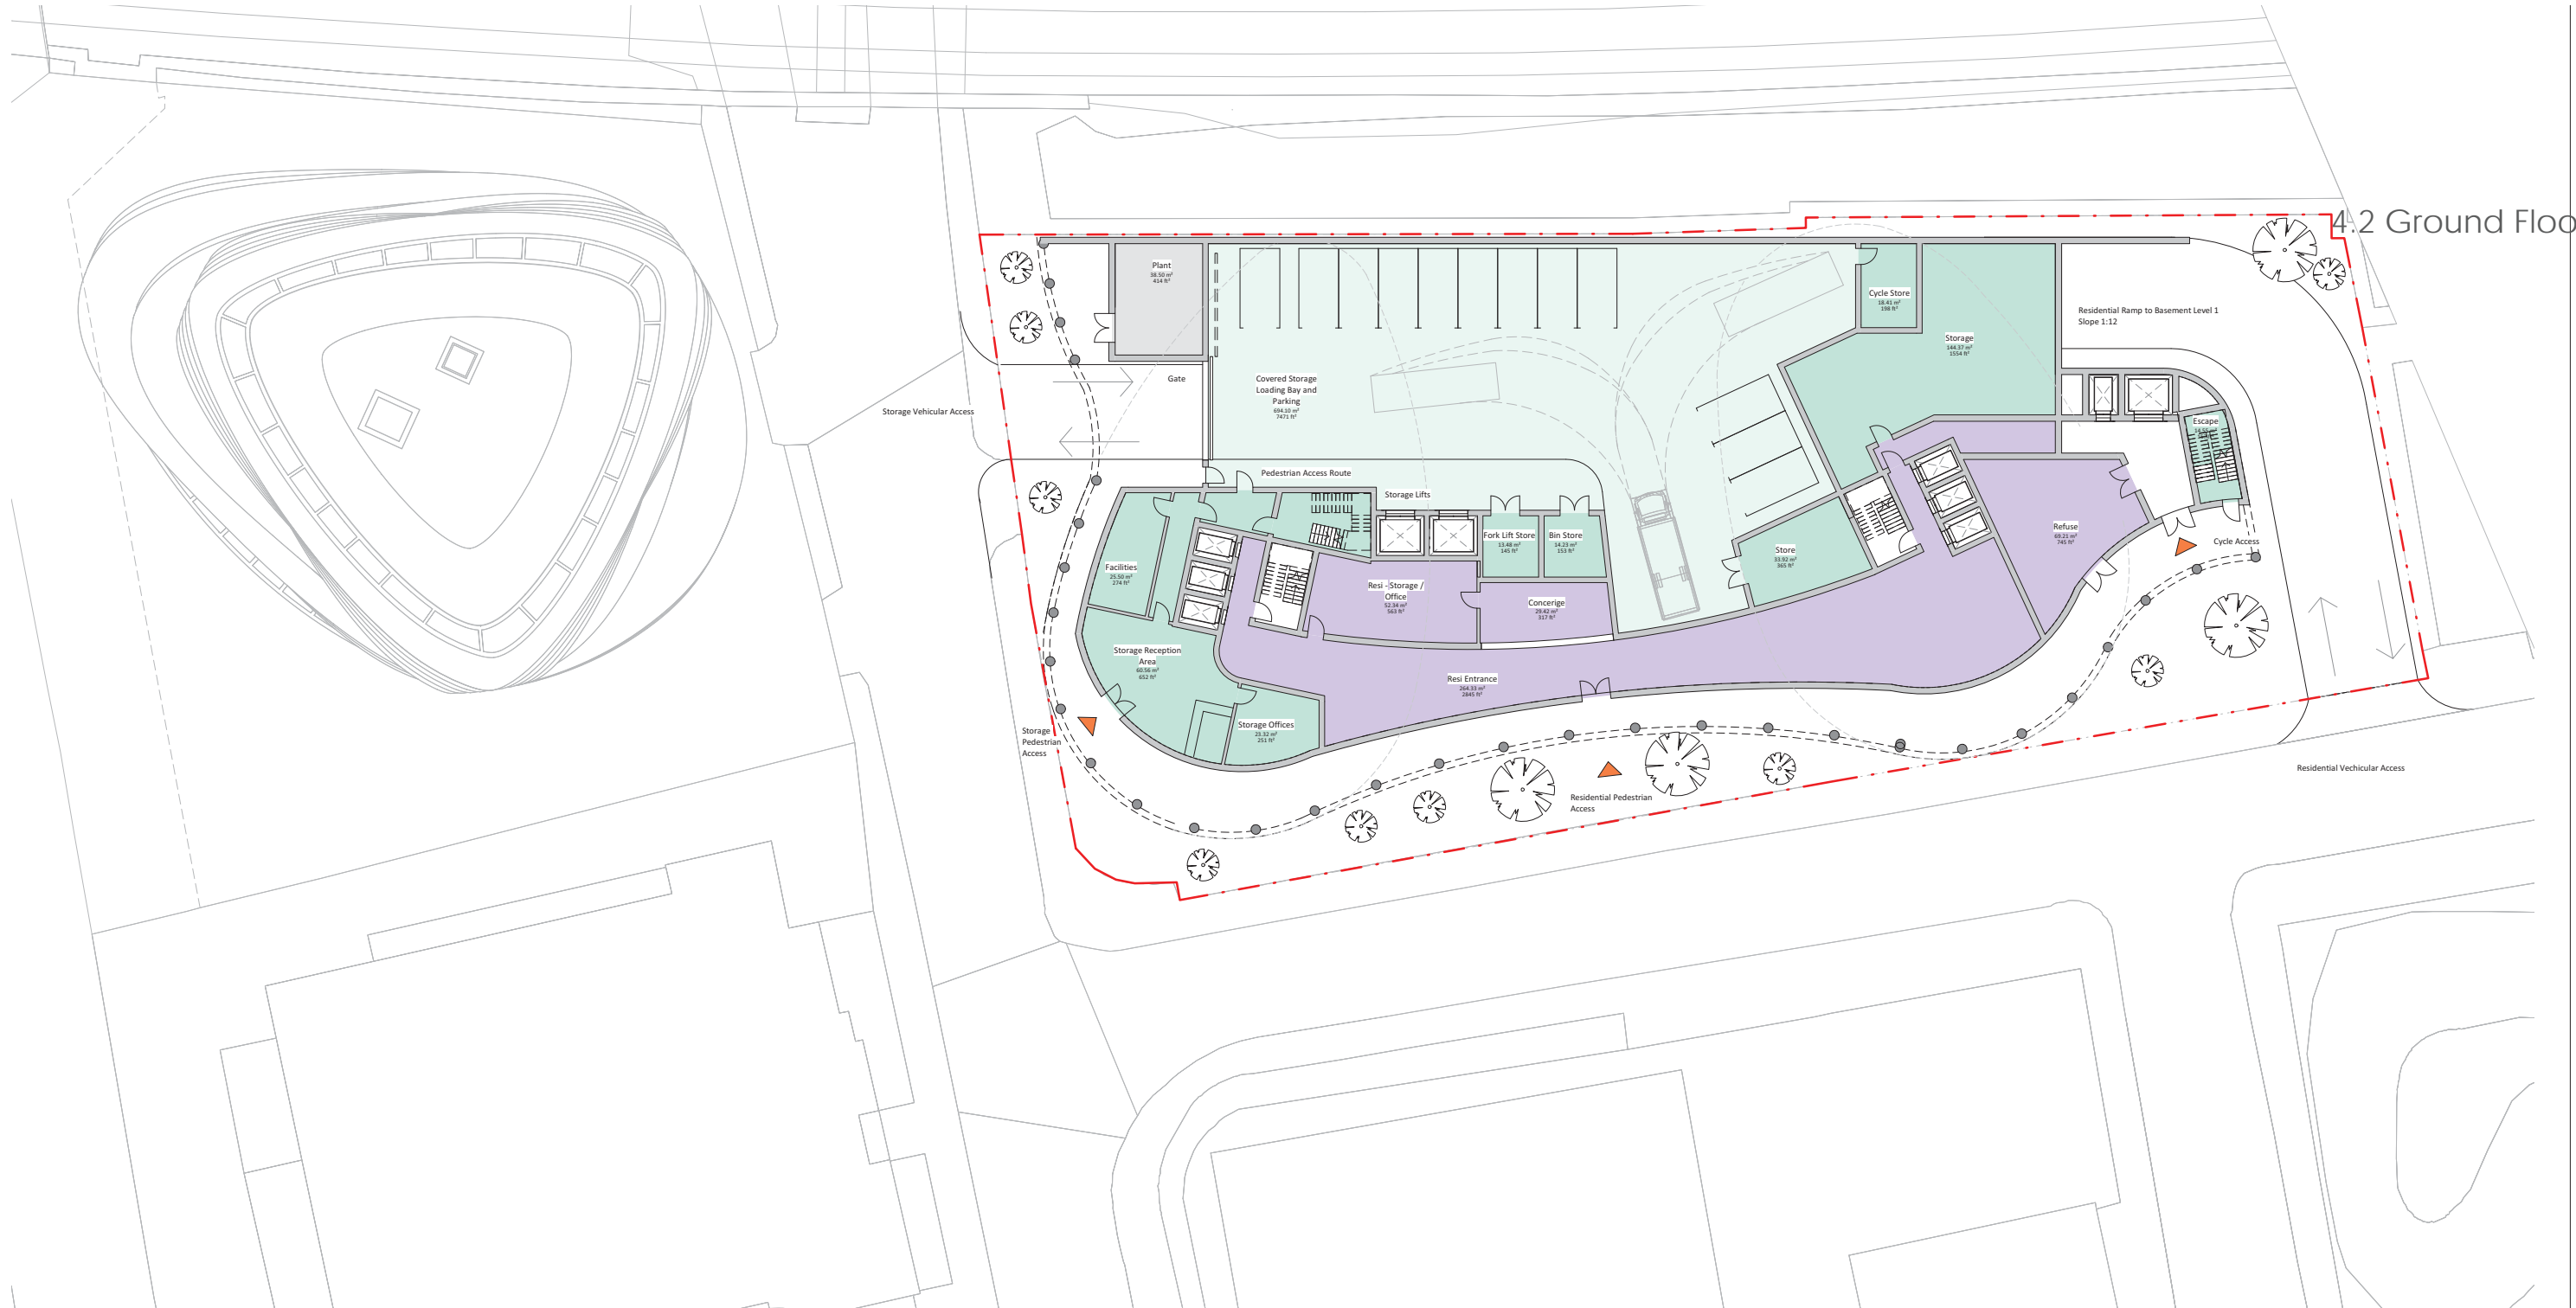 4.2 Ground Floo
Plant
38.50 m²
414 ft²
Cycle Store
18.41 m²
198 ft²
Residential Ramp to Basement Level 1
Slope 1:12
Storage
144.37 m²
1554 ft²
Gate
Covered Storage
Loading Bay and
Parking
694.10 m²
7471 ft²
Storage Vehicular Access
Escape
Pedestrian Access Route
Storage Lifts
Fork Lift Store
13.48 m²
145 ft²
Bin Store
14.23 m²
153 ft²
Refuse
69.21 m²
745 ft²
Cycle Access
Store
33.92 m²
365 ft²
Facilities
25.50 m²
274 ft²
Resi - Storage /
Office
52.34 m²
563 ft²
Concerige
29.42 m²
317 ft²
Storage Reception
Area
60.56 m²
652 ft²
Resi Entrance
264.33 m²
2845 ft²
Storage Offices
23.32 m²
251 ft²
Storage
Pedestrian
Access
Residential Pedestrian
Access
Residential Vechicular Access